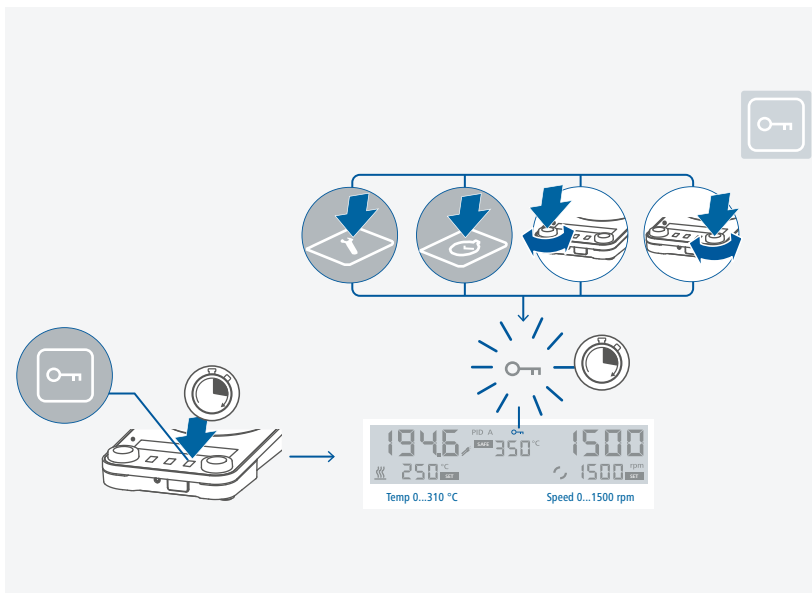 194.6 PID A SAFE 350 °C 1500
250 °C SET 1500 rpm SET
Temp 0...310 °C Speed 0...1500 rpm